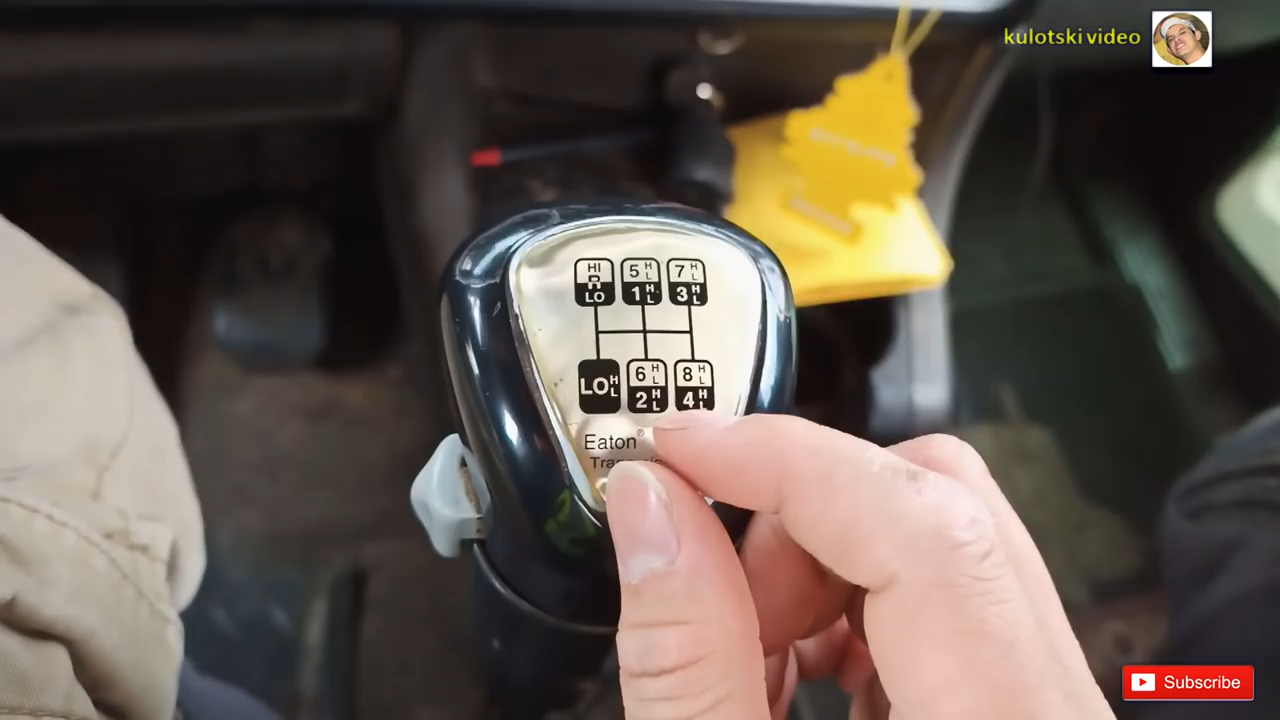 kulotski video
HI 5 H L 7 H L
R
LO 1 H L 3 H L
LO H L 6 H L 8 H L
2 H L 4 H L
Eaton®
Subscribe